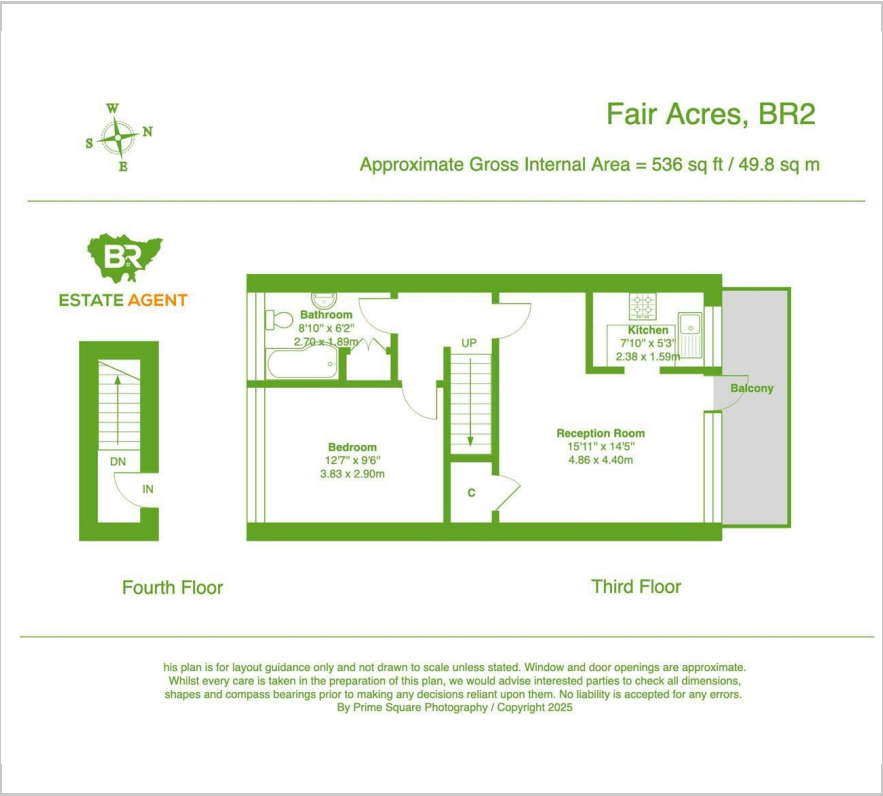 W
N
S
E
Fair Acres, BR2
Approximate Gross Internal Area = 536 sq ft / 49.8 sq m
BR
ESTATE AGENT
Bathroom
8'10" x 6'2"
2.70 x 1.89m
UP
Kitchen
7'10" x 5'3"
2.38 x 1.59m
Balcony
DN
IN
Bedroom
12'7" x 9'6"
3.83 x 2.90m
Reception Room
15'11" x 14'5"
4.86 x 4.40m
C
Fourth Floor
Third Floor
his plan is for layout guidance only and not drawn to scale unless stated. Window and door openings are approximate.
Whilst every care is taken in the preparation of this plan, we would advise interested parties to check all dimensions,
shapes and compass bearings prior to making any decisions reliant upon them. No liability is accepted for any errors.
By Prime Square Photography / Copyright 2025